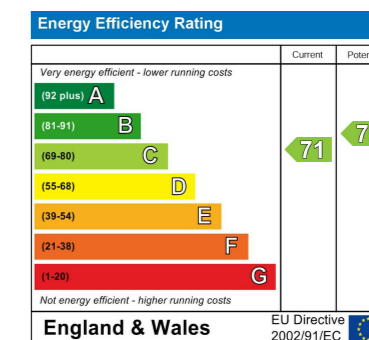 Energy Efficiency Rating
Current
Very energy efficient - lower running costs
(92 plus) A
(81-91) B
(69-80) C
71
(55-68) D
(39-54) E
(21-38) F
(1-20) G
Not energy efficient - higher running costs
England & Wales
EU Directive
2002/91/EC